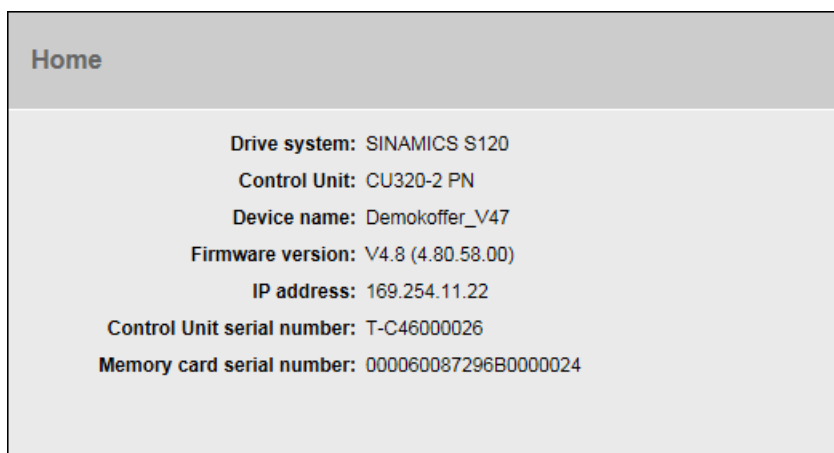 Home
Drive system: SINAMICS S120
Control Unit: CU320-2 PN
Device name: Demokoffer_V47
Firmware version: V4.8 (4.80.58.00)
IP address: 169.254.11.22
Control Unit serial number: T-C46000026
Memory card serial number: 000060087296B0000024